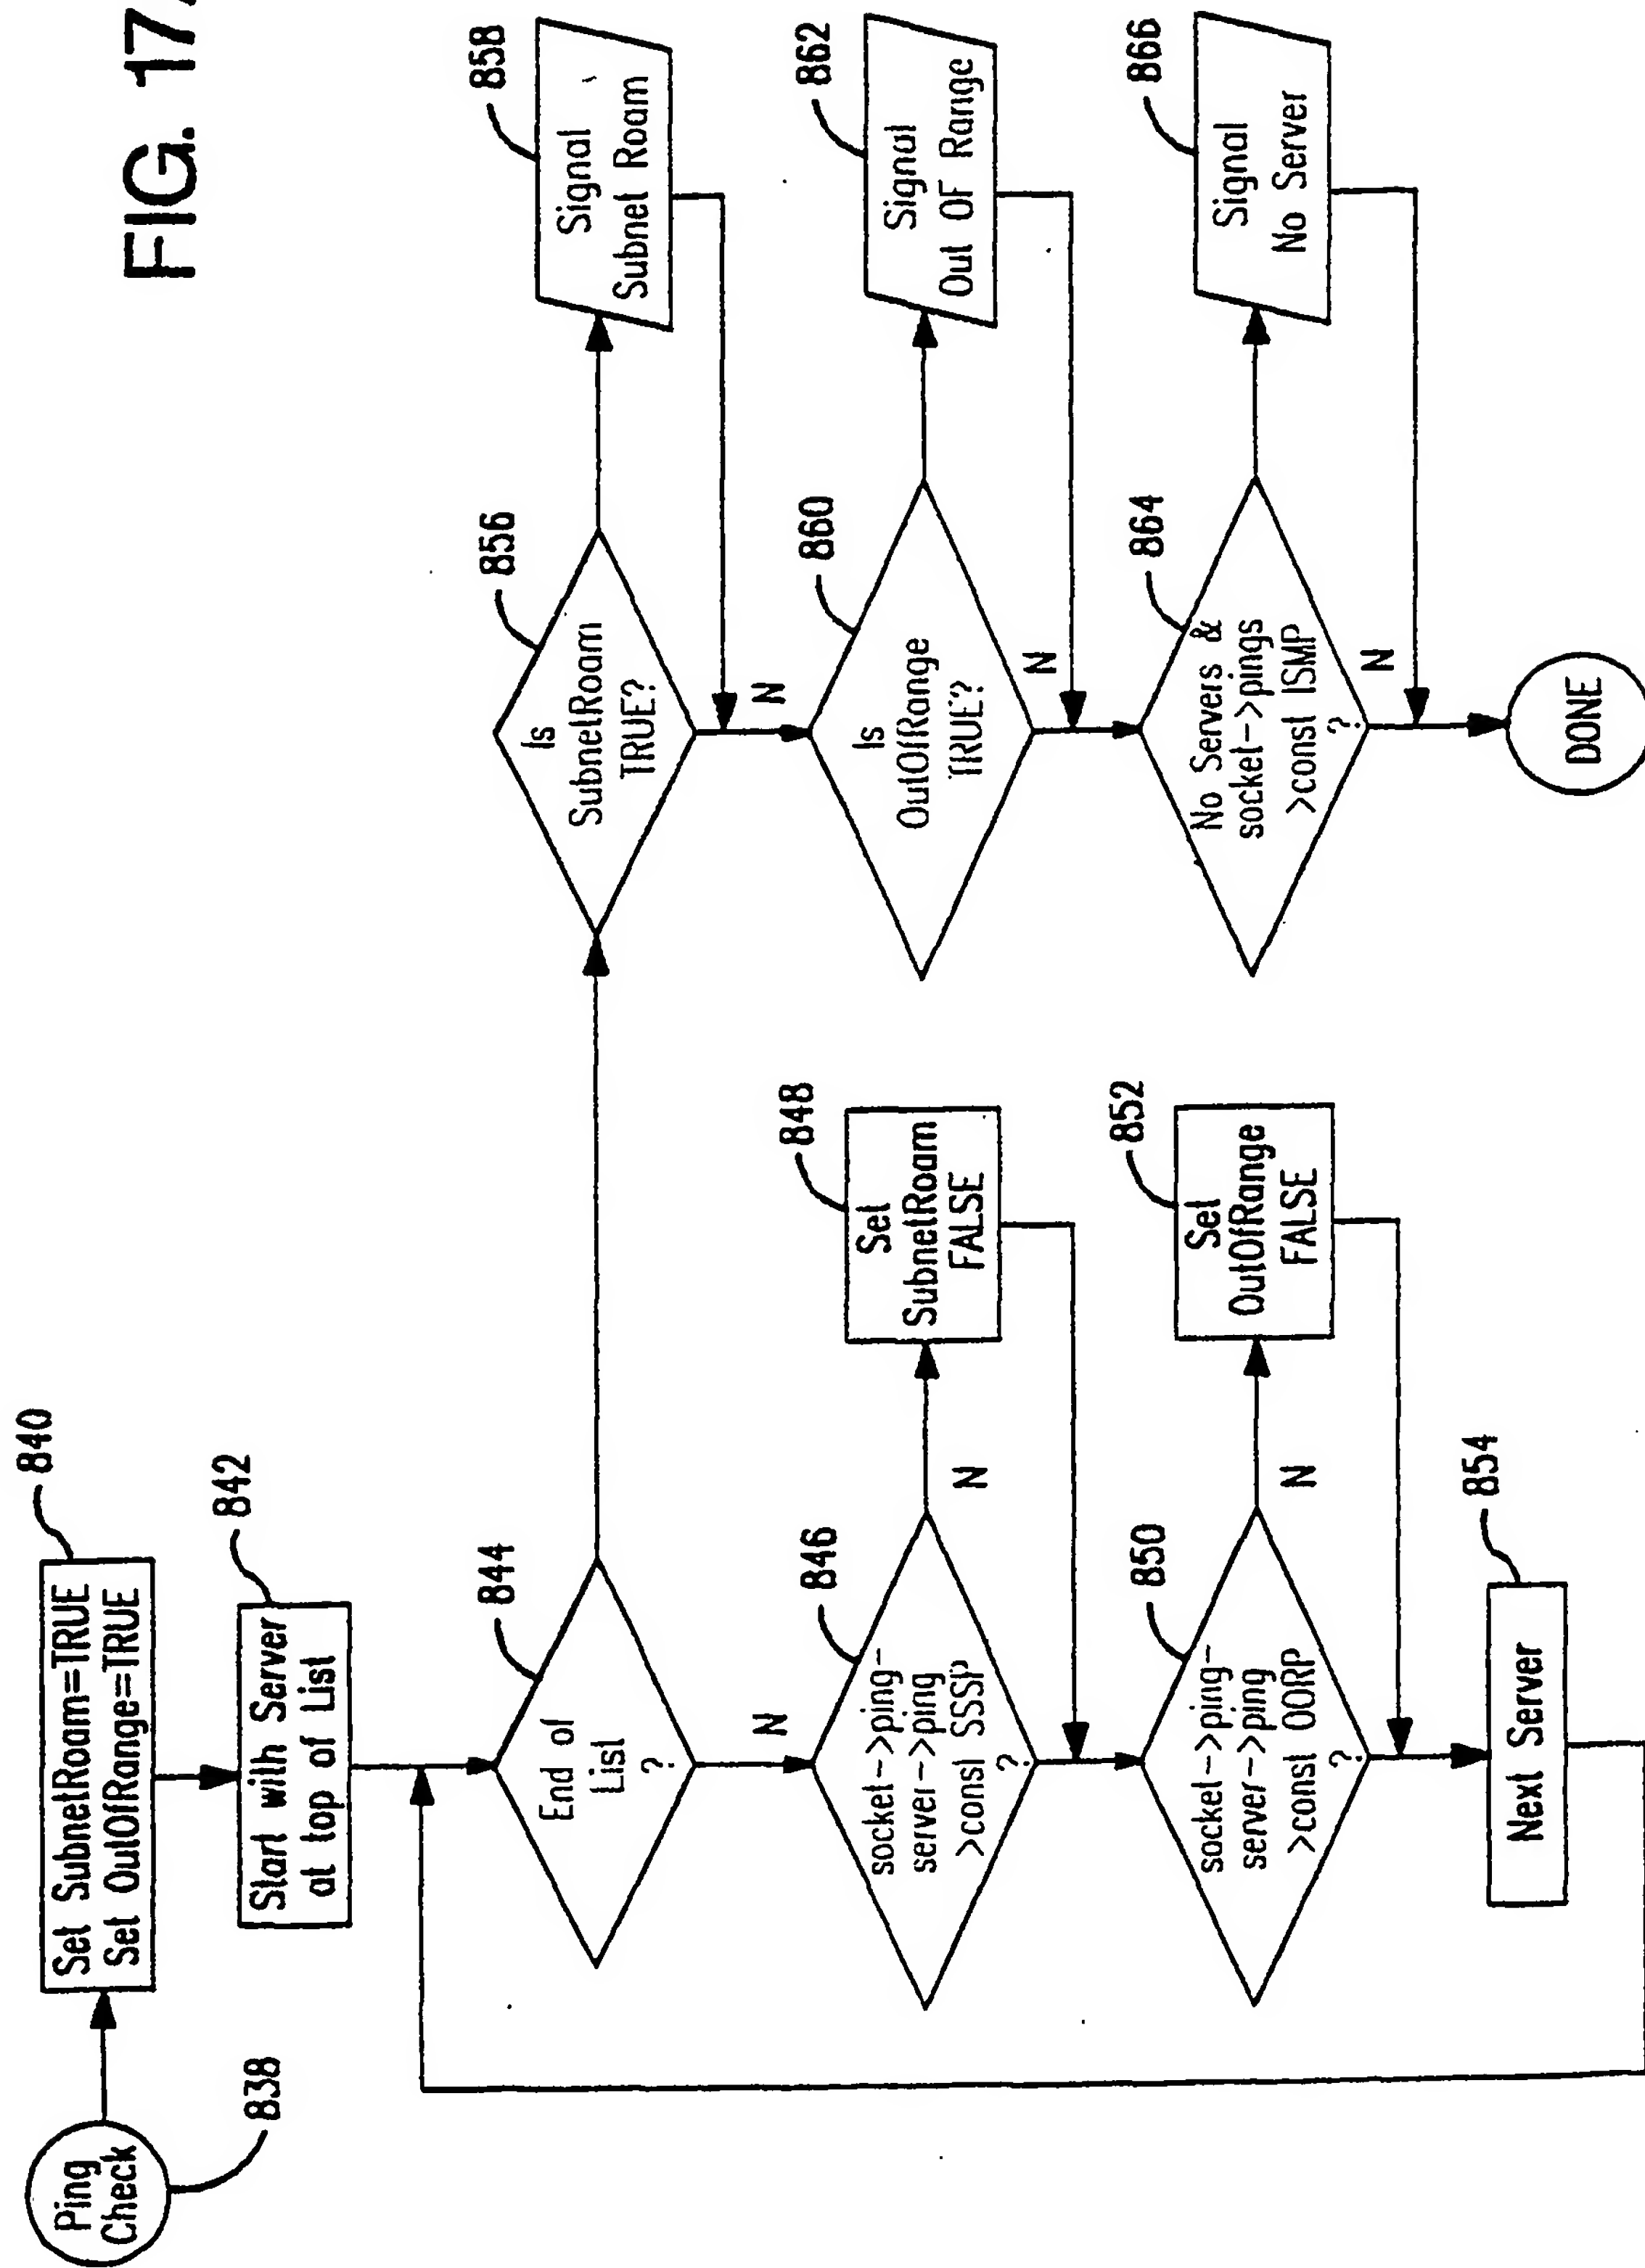 FIG. 17
Ping
Check
838
Set SubnetRoam=TRUE
Set OutOfRange=TRUE
840
Start with Server
at top of List
842
End of
List
?
844
N
socket->ping-
server->ping
>const SSSP
?
846
N
Set
SubnetRoam
FALSE
848
socket->ping-
server->ping
>const OORP
?
850
N
Set
OutOfRange
FALSE
852
Next Server
854
Is
SubnetRoam
TRUE?
856
N
Signal
Subnet Roam
858
Is
OutOfRange
TRUE?
860
N
Signal
Out OF Range
862
No Servers &
socket->pings
>const ISMP
?
864
N
Signal
No Server
866
DONE